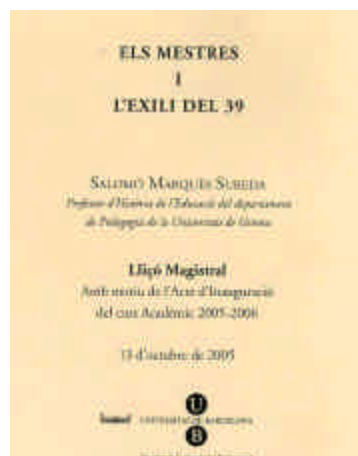 ELS MESTRES
I
L'EXILI DEL 39
SALOMÓ MARQUÈS SUREDA
Professor d'Història de l'Educació del departament
de Pedagogia de la Universitat de Girona
Lliçó Magistral
Amb motiu de l'Acte d'Inauguració
del curs Acadèmic 2005-2006
13 d'octubre de 2005
U
UNIVERSITAT DE BARCELONA
B